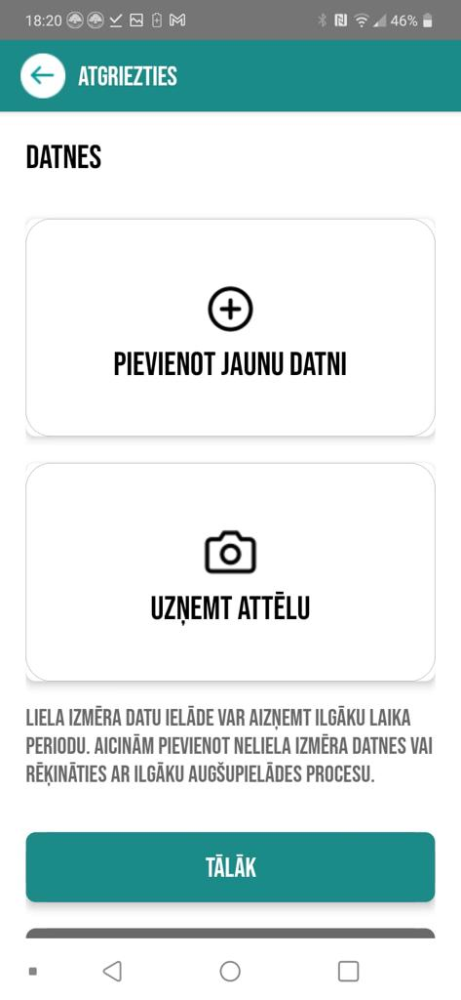 18:20
46%
ATGRIEZTIES
DATNES
PIEVIENOT JAUNU DATNI
UZŅEMT ATTĒLU
LIELA IZMĒRA DATU IELĀDE VAR AIZŅEMT ILGĀKU LAIKA
PERIODU. AICINĀM PIEVIENOT NELIELA IZMĒRA DATNES VAI
RĒĶINĀTIES AR ILGĀKU AUGŠUPIELĀDES PROCESU.
TĀLĀK